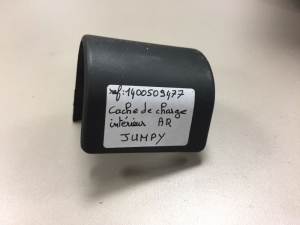 ref: 1400509477
Cache de charge
intérieur AR
JUMPY